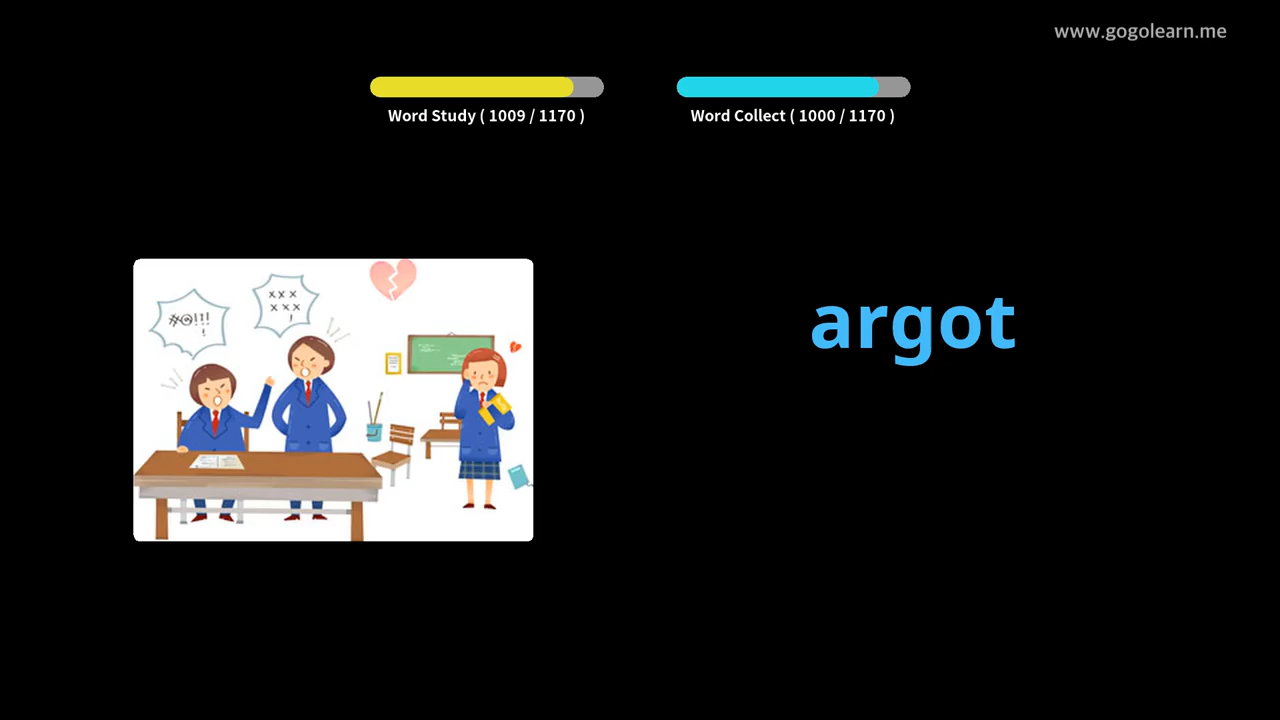 www.gogolearn.me
Word Study ( 1009 / 1170 )
Word Collect ( 1000 / 1170 )
#@!!!
!
x x x
x x x
!
argot